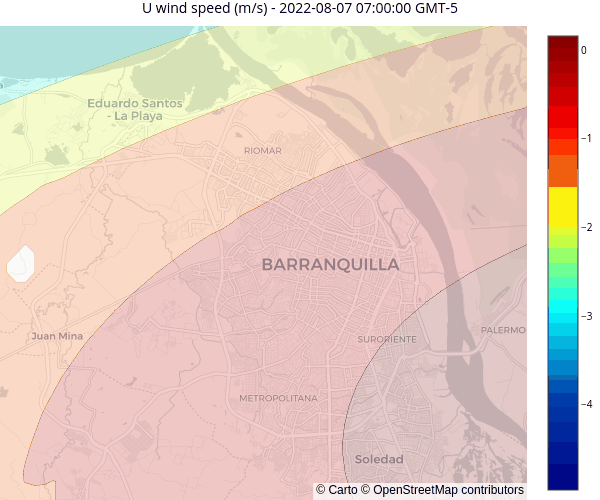 U wind speed (m/s) - 2022-08-07 07:00:00 GMT-5
0
Eduardo Santos
- La Playa
−1
RIOMAR
−2
BARRANQUILLA
−3
Juan Mina
SURORIENTE
PALERMO
−4
METROPOLITANA
Soledad
© Carto © OpenStreetMap contributors